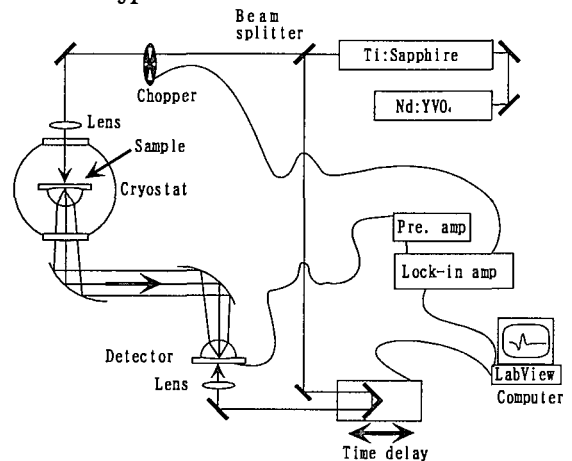 Beam
splitter
Ti:Sapphire
Nd:YVO₄
Chopper
Lens
Sample
Cryostat
Pre. amp
Lock-in amp
Detector
Lens
LabView
Computer
Time delay